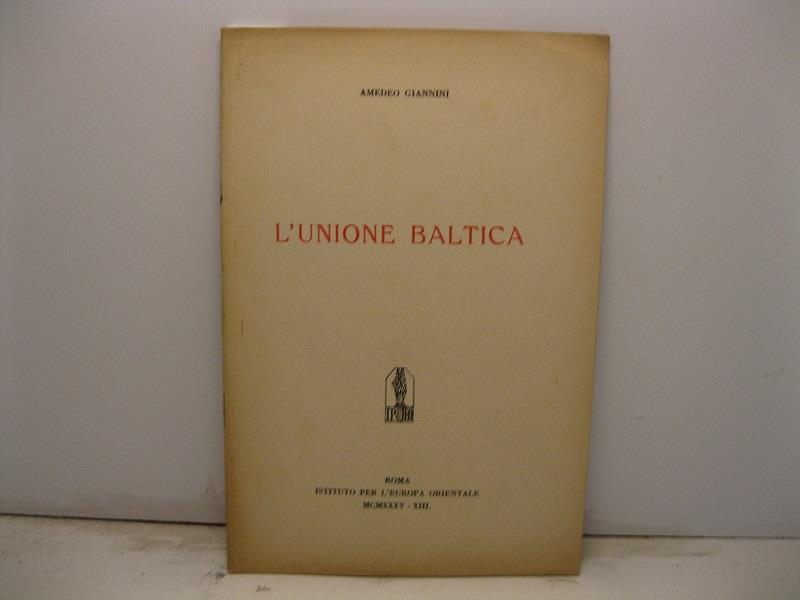 AMEDEO GIANNINI
L'UNIONE BALTICA
ROMA
ISTITUTO PER L'EUROPA ORIENTALE
MCMXXXV - XIII.